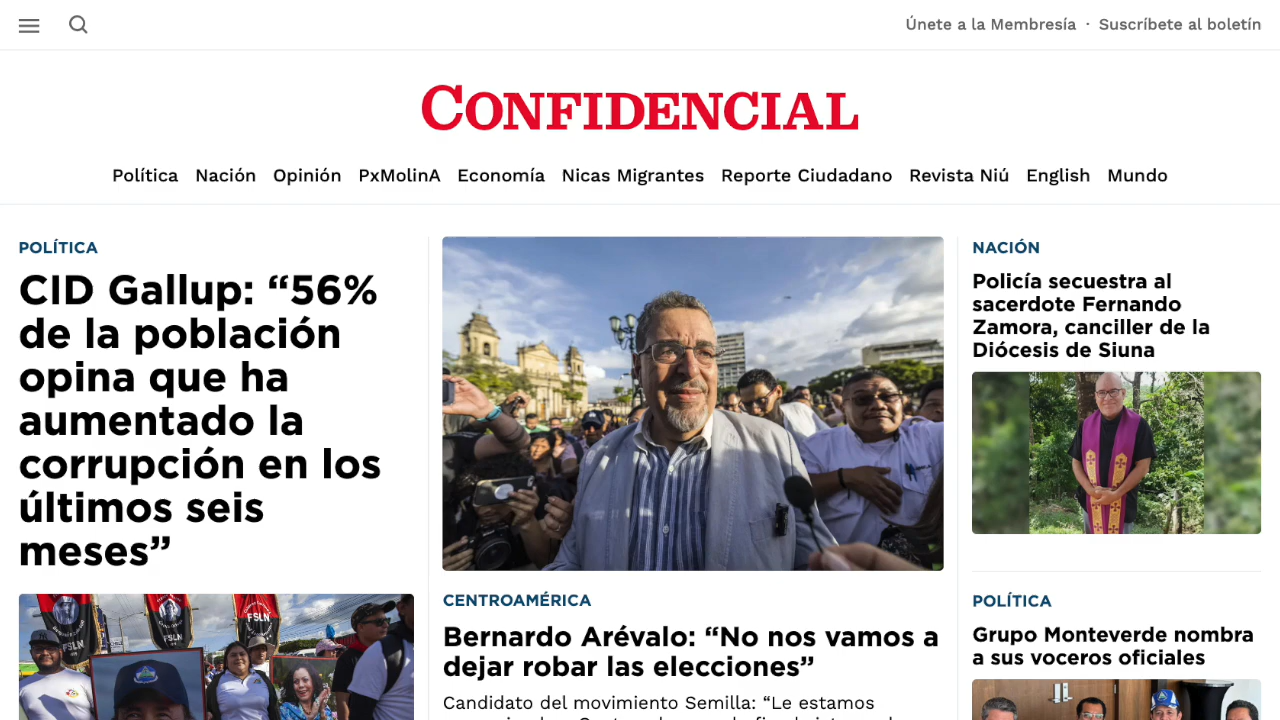 Únete a la Membresía · Suscríbete al boletín
CONFIDENCIAL
Política Nación Opinión PxMolinA Economía Nicas Migrantes Reporte Ciudadano Revista Niú English Mundo
POLÍTICA
CID Gallup: “56%
de la población
opina que ha
aumentado la
corrupción en los
últimos seis
meses”
FSLN
FSLN
FSLN
CENTROAMÉRICA
Bernardo Arévalo: “No nos vamos a
dejar robar las elecciones”
Candidato del movimiento Semilla: “Le estamos
NACIÓN
Policía secuestra al
sacerdote Fernando
Zamora, canciller de la
Diócesis de Siuna
POLÍTICA
Grupo Monteverde nombra
a sus voceros oficiales